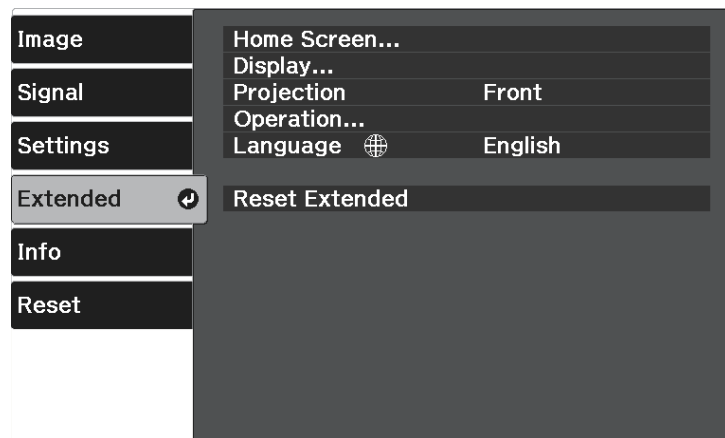 Image
Signal
Settings
Extended
Info
Reset
Home Screen...
Display...
Projection Front
Operation...
Language English
Reset Extended